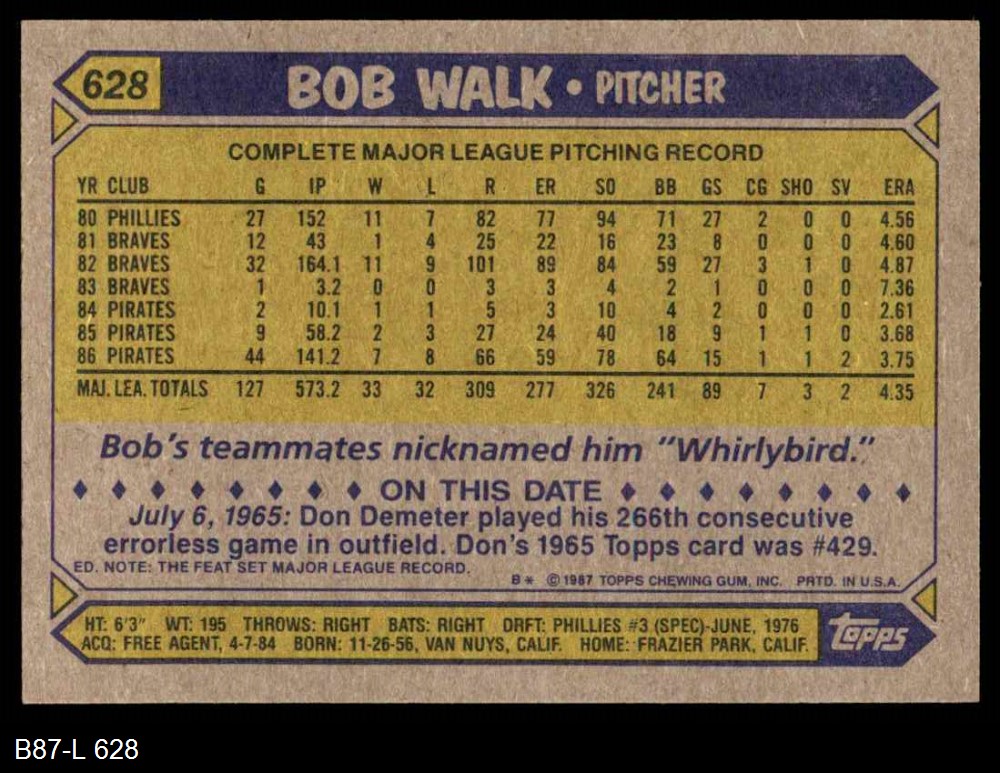 628 BOB WALK • PITCHER
COMPLETE MAJOR LEAGUE PITCHING RECORD
YR CLUB G IP W L R ER SO BB GS CG SHO SV ERA
80 PHILLIES 27 152 11 7 82 77 94 71 27 2 0 0 4.56
81 BRAVES 12 43 1 4 25 22 16 23 8 0 0 0 4.60
82 BRAVES 32 164.1 11 9 101 89 84 59 27 3 1 0 4.87
83 BRAVES 1 3.2 0 0 3 3 4 2 1 0 0 0 7.36
84 PIRATES 2 10.1 1 1 5 3 10 4 2 0 0 0 2.61
85 PIRATES 9 58.2 2 3 27 24 40 18 9 1 1 0 3.68
86 PIRATES 44 141.2 7 8 66 59 78 64 15 1 1 2 3.75
MAJ. LEA. TOTALS 127 573.2 33 32 309 277 326 241 89 7 3 2 4.35
Bob's teammates nicknamed him "Whirlybird."
♦ ♦ ♦ ♦ ♦ ♦ ♦ ♦ ON THIS DATE ♦ ♦ ♦ ♦ ♦ ♦ ♦ ♦
July 6, 1965: Don Demeter played his 266th consecutive
errorless game in outfield. Don's 1965 Topps card was #429.
ED. NOTE: THE FEAT SET MAJOR LEAGUE RECORD.
B* ©1987 TOPPS CHEWING GUM, INC. PRTD. IN U.S.A.
HT: 6'3" WT: 195 THROWS: RIGHT BATS: RIGHT DRFT: PHILLIES #3 (SPEC)-JUNE, 1976
ACQ: FREE AGENT, 4-7-84 BORN: 11-26-56, VAN NUYS, CALIF. HOME: FRAZIER PARK, CALIF.
topps
B87-L 628